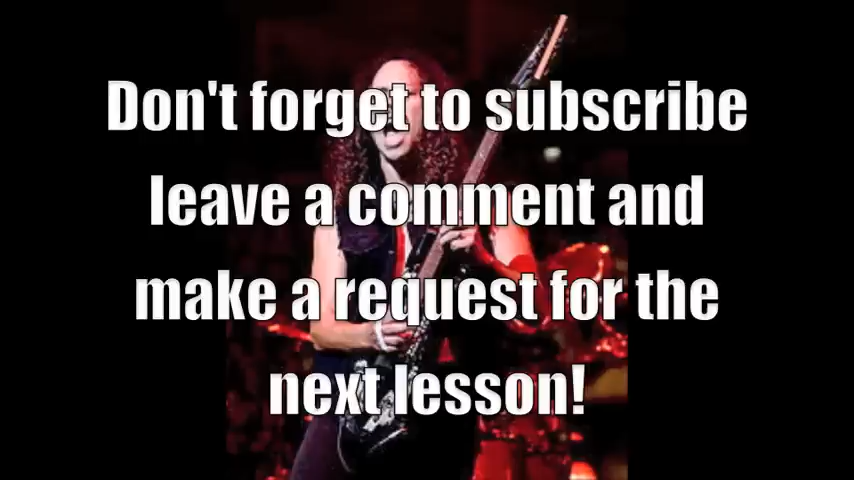 Don't forget to subscribe
leave a comment and
make a request for the
next lesson!